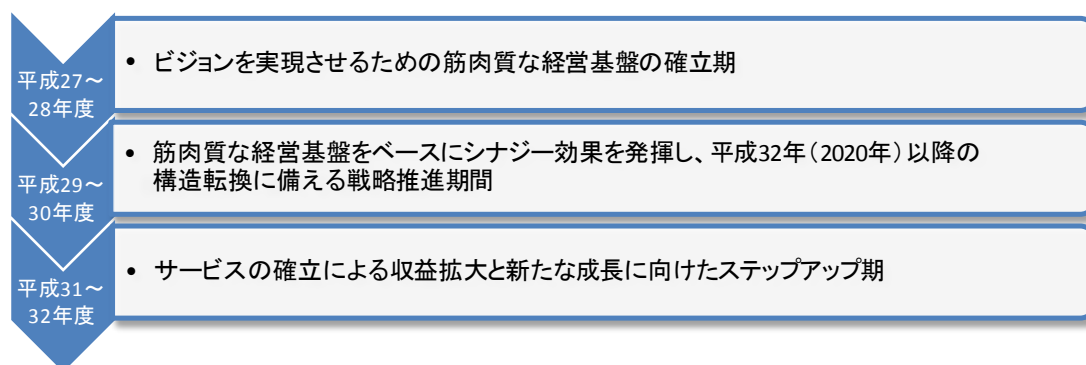 平成27～
28年度
• ビジョンを実現させるための筋肉質な経営基盤の確立期
平成29～
30年度
• 筋肉質な経営基盤をベースにシナジー効果を発揮し、平成32年（2020年）以降の
構造転換に備える戦略推進期間
平成31～
32年度
• サービスの確立による収益拡大と新たな成長に向けたステップアップ期